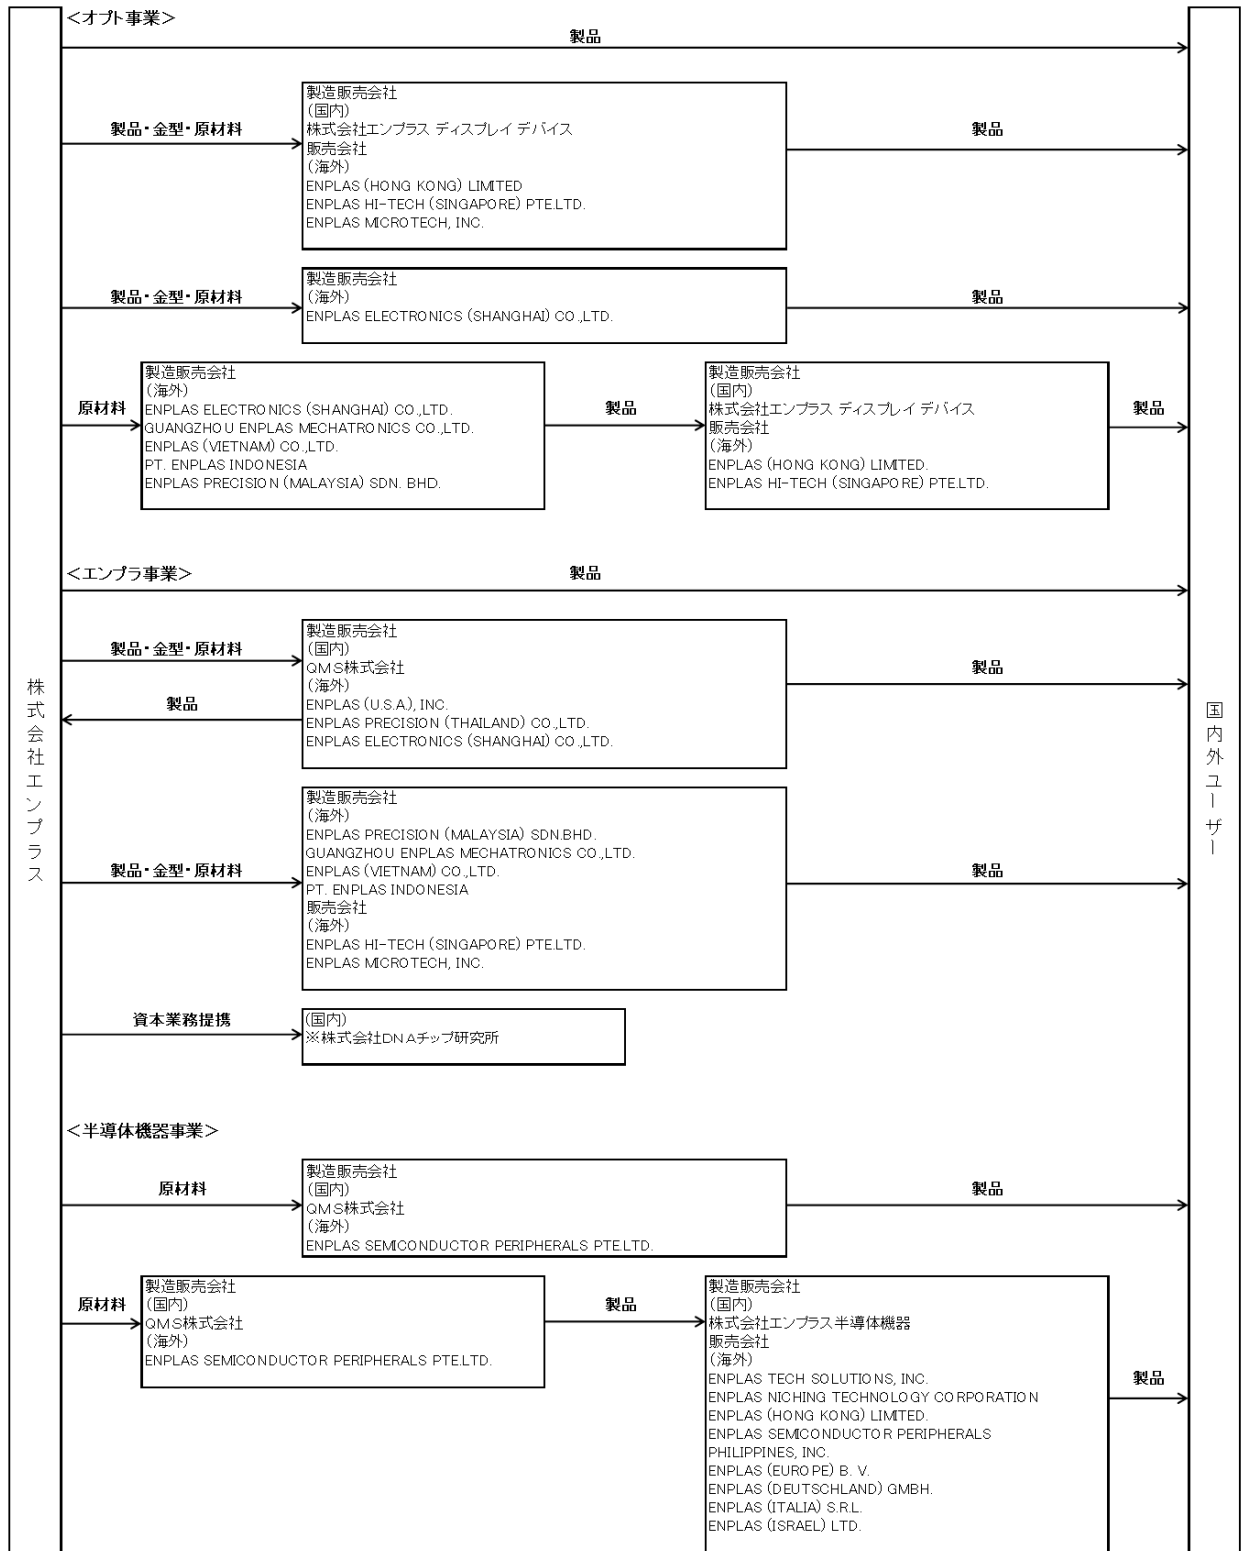 ＜オプト事業＞
製品
製品・金型・原材料
製造販売会社
(国内)
株式会社エンプラス ディスプレイ デバイス
販売会社
(海外)
ENPLAS (HONG KONG) LIMITED
ENPLAS HI-TECH (SINGAPORE) PTE.LTD.
ENPLAS MICROTECH, INC.
製品
製品・金型・原材料
製造販売会社
(海外)
ENPLAS ELECTRONICS (SHANGHAI) CO.,LTD.
製品
原材料
製造販売会社
(海外)
ENPLAS ELECTRONICS (SHANGHAI) CO.,LTD.
GUANGZHOU ENPLAS MECHATRONICS CO.,LTD.
ENPLAS (VIETNAM) CO.,LTD.
PT. ENPLAS INDONESIA
ENPLAS PRECISION (MALAYSIA) SDN. BHD.
製品
製造販売会社
(国内)
株式会社エンプラス ディスプレイ デバイス
販売会社
(海外)
ENPLAS (HONG KONG) LIMITED.
ENPLAS HI-TECH (SINGAPORE) PTE.LTD.
製品
＜エンプラ事業＞
製品
製品・金型・原材料
製品
製造販売会社
(国内)
QMS株式会社
(海外)
ENPLAS (U.S.A.), INC.
ENPLAS PRECISION (THAILAND) CO.,LTD.
ENPLAS ELECTRONICS (SHANGHAI) CO.,LTD.
製品
株式会社エンプラス
国内外ユーザー
製品・金型・原材料
製造販売会社
(海外)
ENPLAS PRECISION (MALAYSIA) SDN.BHD.
GUANGZHOU ENPLAS MECHATRONICS CO.,LTD.
ENPLAS (VIETNAM) CO.,LTD.
PT. ENPLAS INDONESIA
販売会社
(海外)
ENPLAS HI-TECH (SINGAPORE) PTE.LTD.
ENPLAS MICROTECH, INC.
製品
資本業務提携
(国内)
※株式会社DNAチップ研究所
＜半導体機器事業＞
原材料
製造販売会社
(国内)
QMS株式会社
(海外)
ENPLAS SEMICONDUCTOR PERIPHERALS PTE.LTD.
製品
原材料
製造販売会社
(国内)
QMS株式会社
(海外)
ENPLAS SEMICONDUCTOR PERIPHERALS PTE.LTD.
製品
製造販売会社
(国内)
株式会社エンプラス半導体機器
販売会社
(海外)
ENPLAS TECH SOLUTIONS, INC.
ENPLAS NICHING TECHNOLOGY CORPORATION
ENPLAS (HONG KONG) LIMITED.
ENPLAS SEMICONDUCTOR PERIPHERALS
PHILIPPINES, INC.
ENPLAS (EUROPE) B. V.
ENPLAS (DEUTSCHLAND) GMBH.
ENPLAS (ITALIA) S.R.L.
ENPLAS (ISRAEL) LTD.
製品